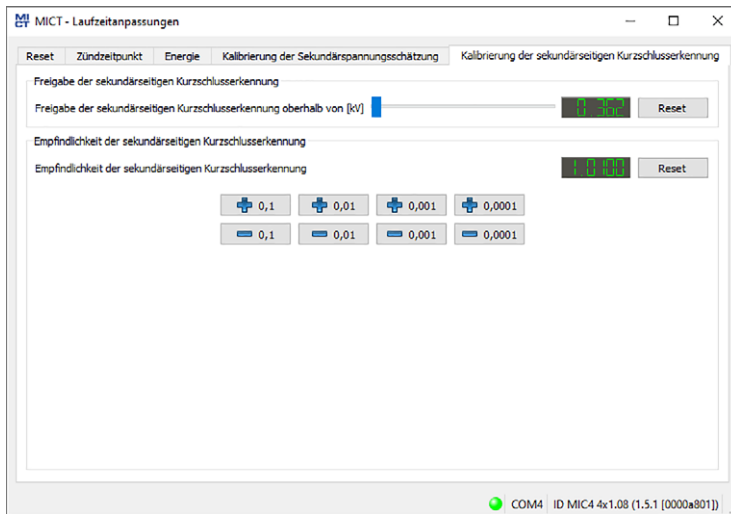 MICT - Laufzeitanpassungen
Reset Zündzeitpunkt Energie Kalibrierung der Sekundärspannungsschätzung Kalibrierung der sekundärseitigen Kurzschlusserkennung
Freigabe der sekundärseitigen Kurzschlusserkennung
Freigabe der sekundärseitigen Kurzschlusserkennung oberhalb von [kV] 0.362 Reset
Empfindlichkeit der sekundärseitigen Kurzschlusserkennung
Empfindlichkeit der sekundärseitigen Kurzschlusserkennung 1.0100 Reset
0,1 0,01 0,001 0,0001
0,1 0,01 0,001 0,0001
COM4 ID MIC4 4x1.08 (1.5.1 [0000a801])